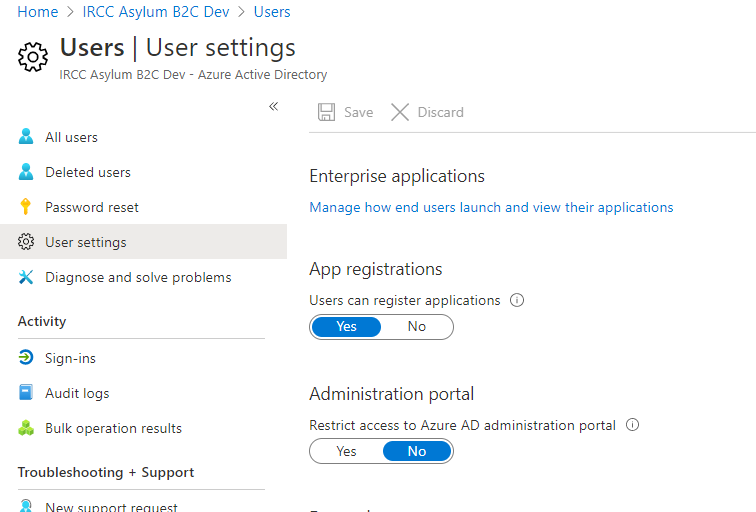 Home > IRCC Asylum B2C Dev > Users
Users | User settings
IRCC Asylum B2C Dev - Azure Active Directory
«
All users
Deleted users
Password reset
User settings
Diagnose and solve problems
Activity
Sign-ins
Audit logs
Bulk operation results
Troubleshooting + Support
New support request
Save Discard
Enterprise applications
Manage how end users launch and view their applications
App registrations
Users can register applications
Yes No
Administration portal
Restrict access to Azure AD administration portal
Yes No